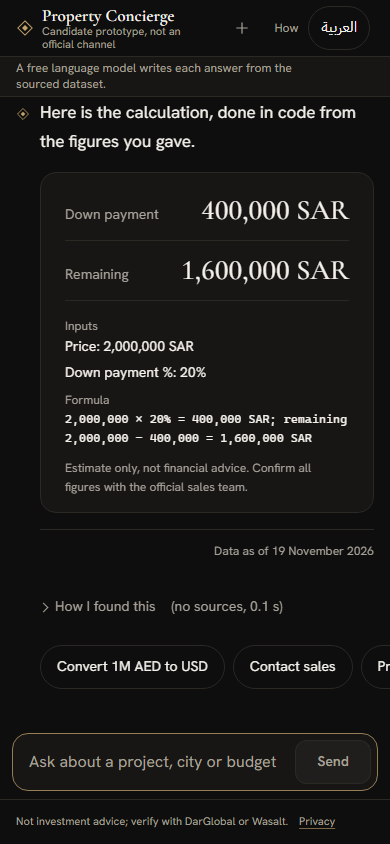 Property Concierge
Candidate prototype, not an
official channel
How
العربية
A free language model writes each answer from the
sourced dataset.
Here is the calculation, done in code from
the figures you gave.
Down payment 400,000 SAR
Remaining 1,600,000 SAR
Inputs
Price: 2,000,000 SAR
Down payment %: 20%
Formula
2,000,000 × 20% = 400,000 SAR; remaining
2,000,000 − 400,000 = 1,600,000 SAR
Estimate only, not financial advice. Confirm all
figures with the official sales team.
Data as of 19 November 2026
How I found this (no sources, 0.1 s)
Convert 1M AED to USD Contact sales Pr
Ask about a project, city or budget Send
Not investment advice; verify with DarGlobal or Wasalt. Privacy